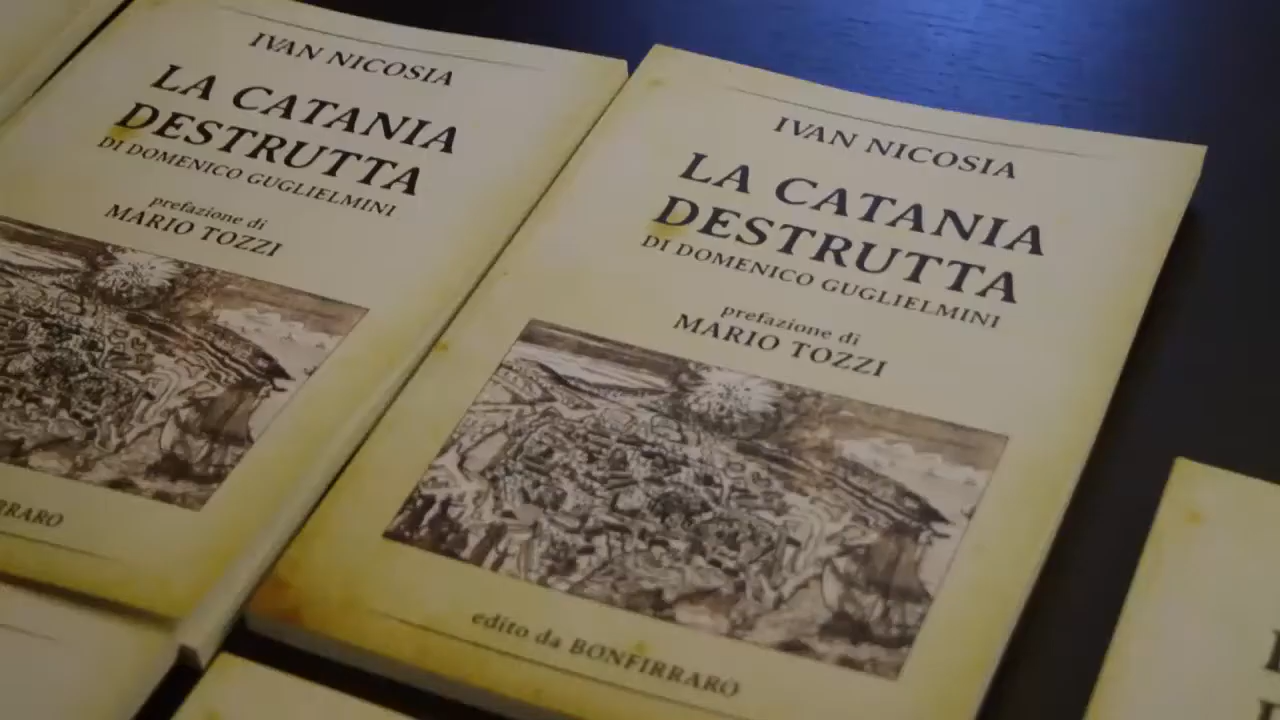 IVAN NICOSIA
LA CATANIA
DESTRUTTA
DI DOMENICO GUGLIELMINI
prefazione di
MARIO TOZZI
RRARO
IVAN NICOSIA
LA CATANIA
DESTRUTTA
DI DOMENICO GUGLIELMINI
prefazione di
MARIO TOZZI
edito da BONFIRRARO